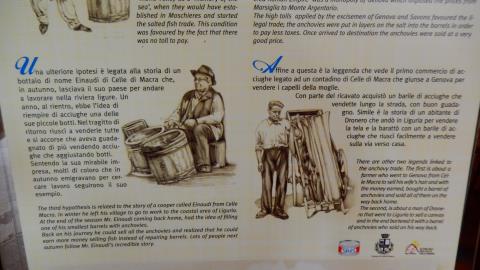 sea', when they would have estab-
lished in Moschieres and started
the salted fish trade. This condition
was favoured by the fact that there
was no toll to pay.
Marsiglia to Monte Argentario.
The high tolls applied by the excisemen of Genova and Savona favoured the il-
legal trade; the anchovies were put in layers on the salt into the barrels in order
to pay less taxes. Once arrived to destination the anchovies were sold at a very
good price.
Una ulteriore ipotesi è legata alla storia di un
bottaio di nome Einaudi di Celle di Macra che,
in autunno, lasciava il suo paese per andare
a lavorare nella riviera ligure. Un
anno, al rientro, ebbe l'idea di
riempire di acciughe una delle
sue piccole botti. Nel tragitto di
ritorno riuscì a venderle tutte
e si accorse che aveva guada-
gnato di più vendendo acciu-
ghe che aggiustando botti.
Sentendo la sua mirabile im-
presa, molti di coloro che in
autunno emigravano per cer-
care lavoro seguirono il suo
esempio.
The third hypothesis is related to the story of a cooper called Einaudi from Celle
Macra. In winter he left his village to go to work to the coastal area of Liguria.
At the end of the season Mr. Einaudi coming back home, had the idea of filling
one of his smallest barrels with anchovies.
Back on his journey he could sell all the anchovies and realized that he could
earn more money selling fish instead of repairing barrels. Lots of people next
autumn follow Mr. Einaudi's incredible story.
Affine a questa è la leggenda che vede il primo commercio di ac-
ciughe legato ad un contadino di Celle di Macra che giunse a Genova per
vendere i capelli della moglie.
Con parte del ricavato acquistò un barile di acciughe che
vendette lungo la strada, con buon guada-
gno. Simile è la storia di un abitante di
Dronero che andò in Liguria per vendere
la tela e la barattò con un barile di ac-
ciughe che riuscì facilmente a vendere
sulla via verso casa.
There are other two legends linked to
the anchovy trade. The first is about a
farmer who went to Genova from Cel-
le Macra to sell his wife's hair and with
the money earned, bought a barrel of
anchovies and sold all of them on the
way back home.
The second, is about a man of Drone-
ro that went to Liguria to sell a canvas
and in the end bartered it with a barrel
of anchovies who sold on his way back.